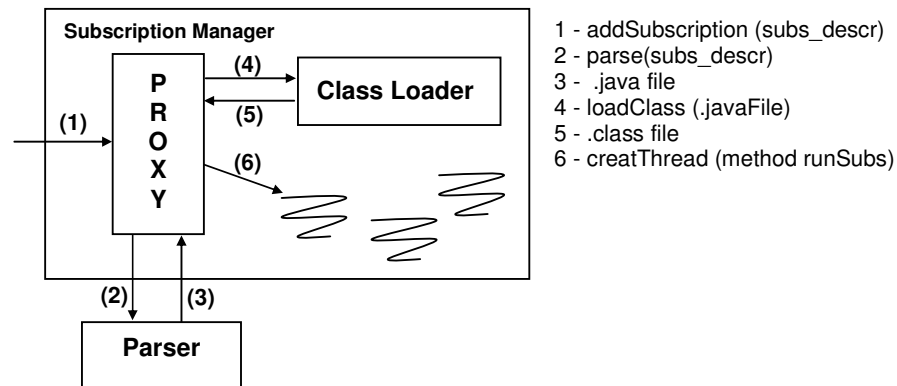 Subscription Manager
P
R
O
X
Y
(1)
(4)
(5)
(6)
Class Loader
(2)
(3)
Parser
1 - addSubscription (subs_descr)
2 - parse(subs_descr)
3 - .java file
4 - loadClass (.javaFile)
5 - .class file
6 - creatThread (method runSubs)